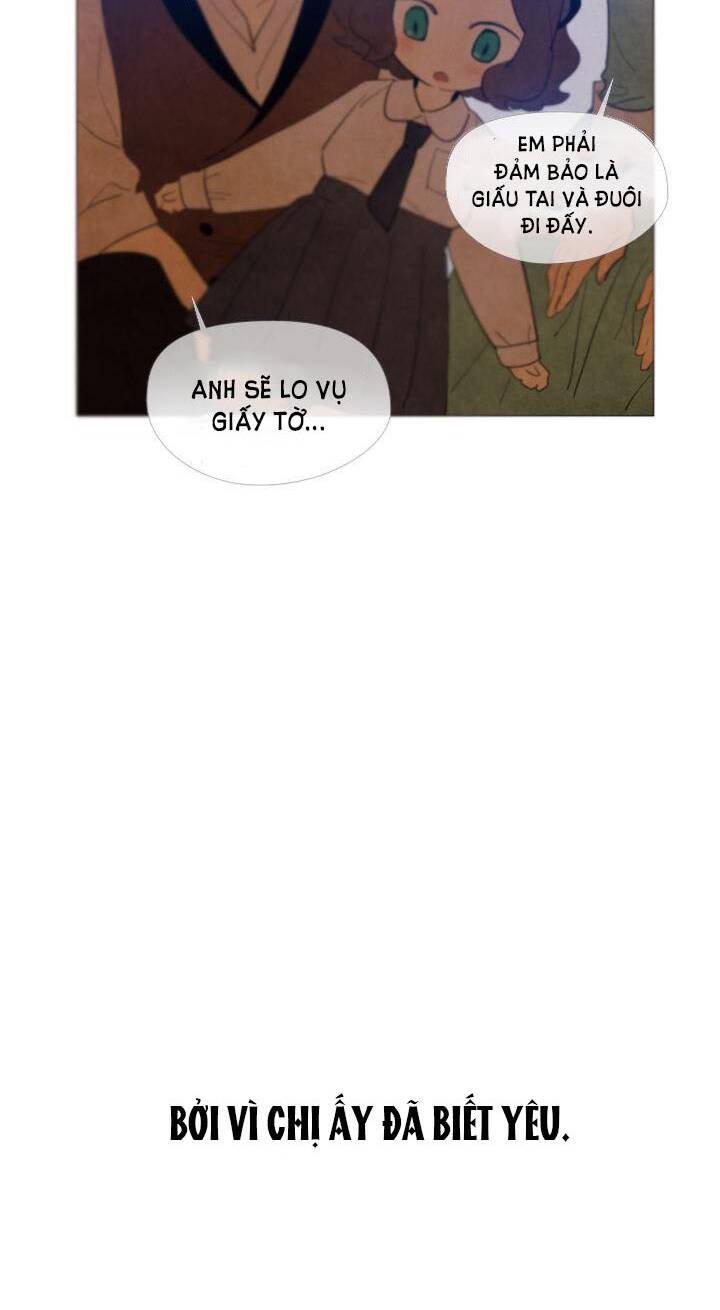 EM PHẢI
ĐẢM BẢO LÀ
GIẤU TAI VÀ ĐUÔI
ĐI ĐẤY.
ANH SẼ LO VỤ
GIẤY TỜ...
BỞI VÌ CHỊ ẤY ĐÃ BIẾT YÊU.